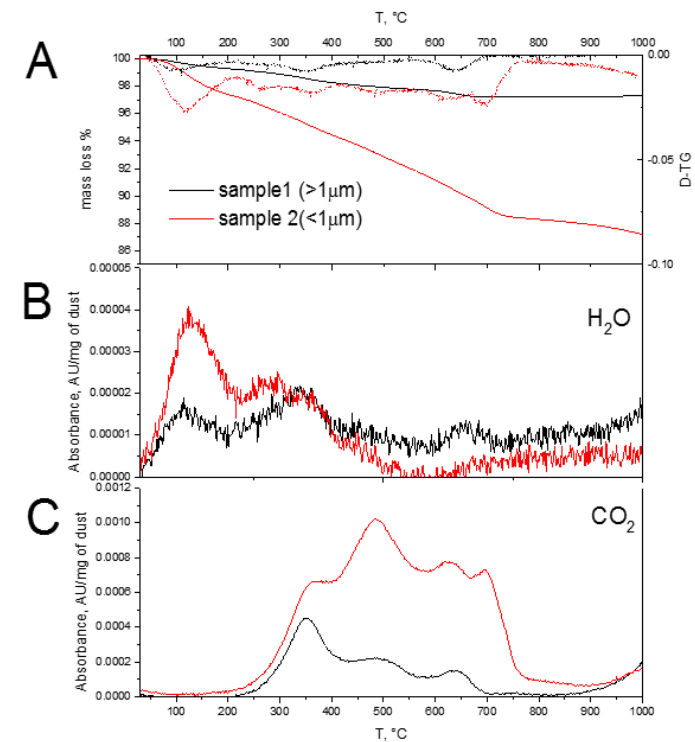 T, °C
100 200 300 400 500 600 700 800 900 1000
A
100
98
96
94
92
90
88
86
mass loss %
0.00
-0.05
-0.10
D-TG
sample1 (>1μm)
sample 2(<1μm)
B
0.00005
0.00004
0.00003
0.00002
0.00001
0.00000
Absorbance, AU/mg of dust
H₂O
C
0.0012
0.0010
0.0008
0.0006
0.0004
0.0002
0.0000
Absorbance, AU/mg of dust
CO₂
100 200 300 400 500 600 700 800 900 1000
T, °C